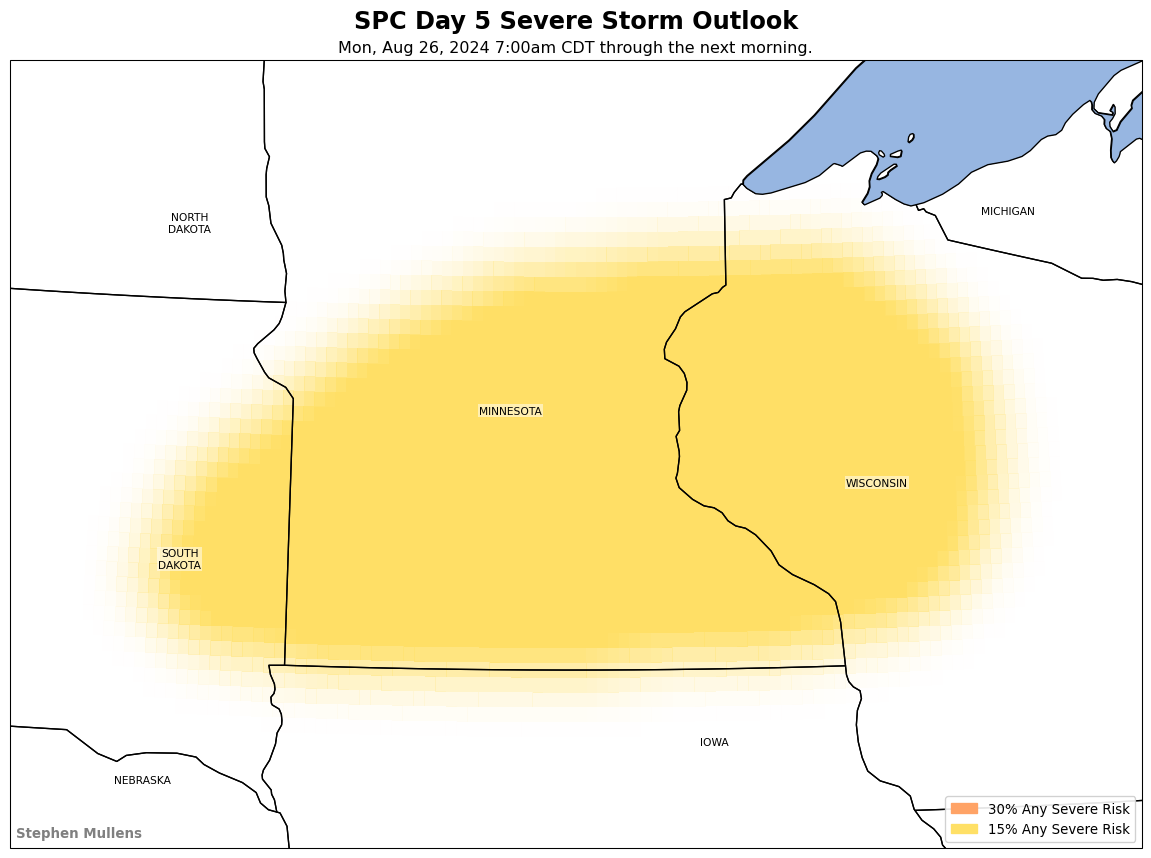 SPC Day 5 Severe Storm Outlook
Mon, Aug 26, 2024 7:00am CDT through the next morning.
NORTH
DAKOTA
MICHIGAN
MINNESOTA
WISCONSIN
SOUTH
DAKOTA
IOWA
NEBRASKA
30% Any Severe Risk
15% Any Severe Risk
Stephen Mullens